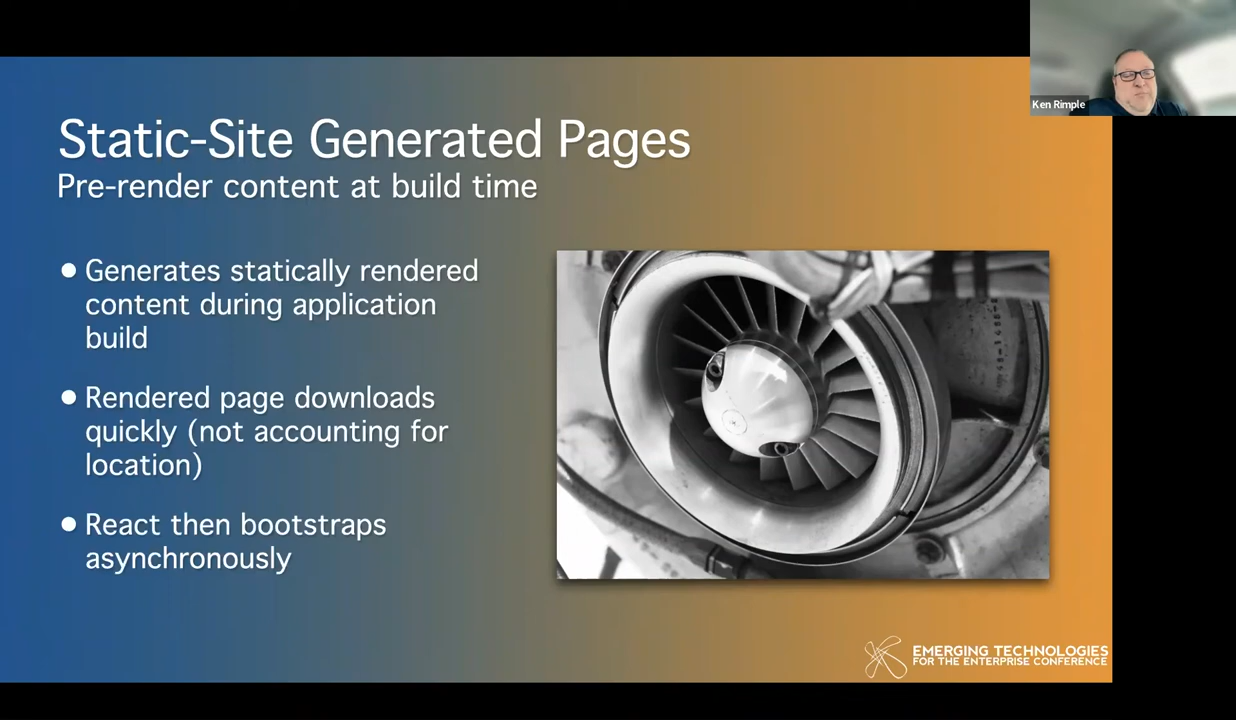 Ken Rimple
Static-Site Generated Pages
Pre-render content at build time
● Generates statically rendered
content during application
build
● Rendered page downloads
quickly (not accounting for
location)
● React then bootstraps
asynchronously
EMERGING TECHNOLOGIES
FOR THE ENTERPRISE CONFERENCE